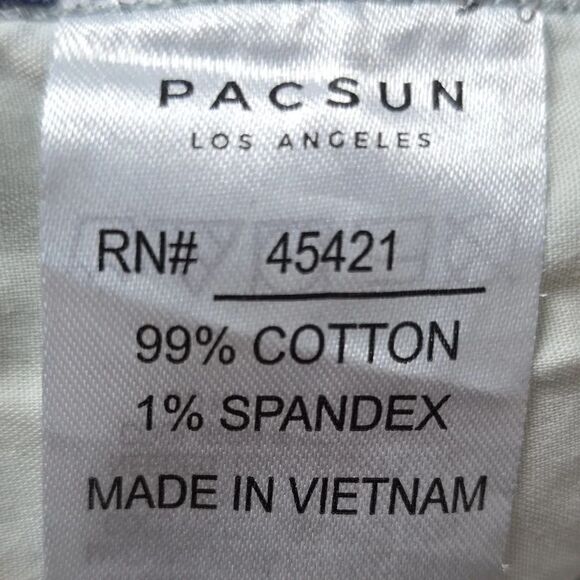 PACSUN
LOS ANGELES
RN# 45421
99% COTTON
1% SPANDEX
MADE IN VIETNAM